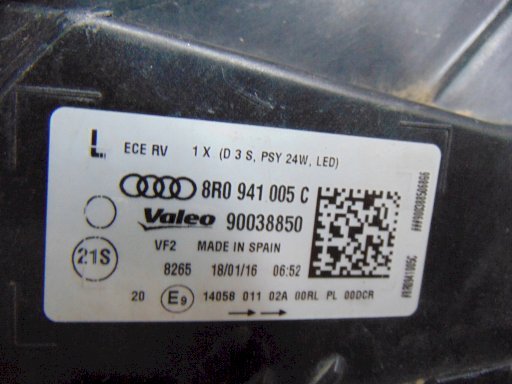 L ECE RV 1 X (D 3 S, PSY 24W, LED)
8R0 941 005 C
Valeo 90038850
VF2 MADE IN SPAIN
21S
8265 18/01/16 06:52
20 E9 14058 011 02A 00RL PL 00DCR